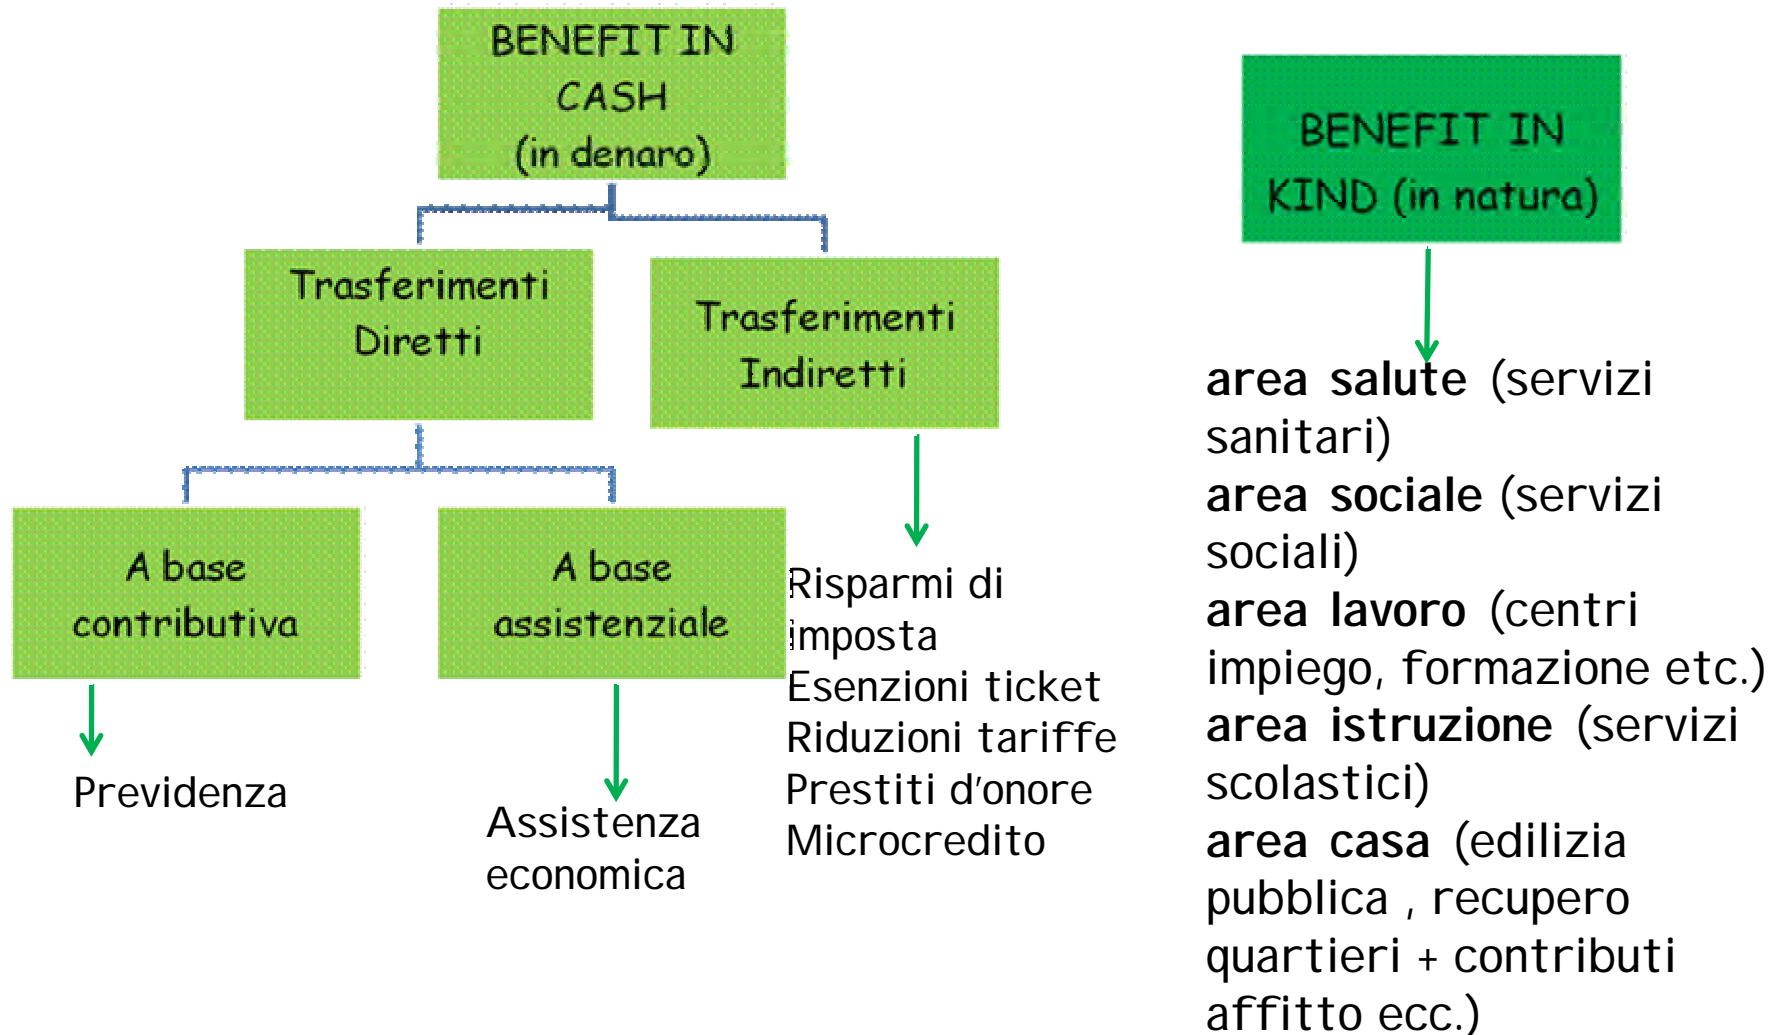 BENEFIT IN
CASH
(in denaro)
Trasferimenti
Diretti
Trasferimenti
Indiretti
A base
contributiva
A base
assistenziale
Previdenza
Assistenza
economica
Risparmi di
imposta
Esenzioni ticket
Riduzioni tariffe
Prestiti d'onore
Microcredito
BENEFIT IN
KIND (in natura)
area salute (servizi
sanitari)
area sociale (servizi
sociali)
area lavoro (centri
impiego, formazione etc.)
area istruzione (servizi
scolastici)
area casa (edilizia
pubblica , recupero
quartieri + contributi
affitto ecc.)